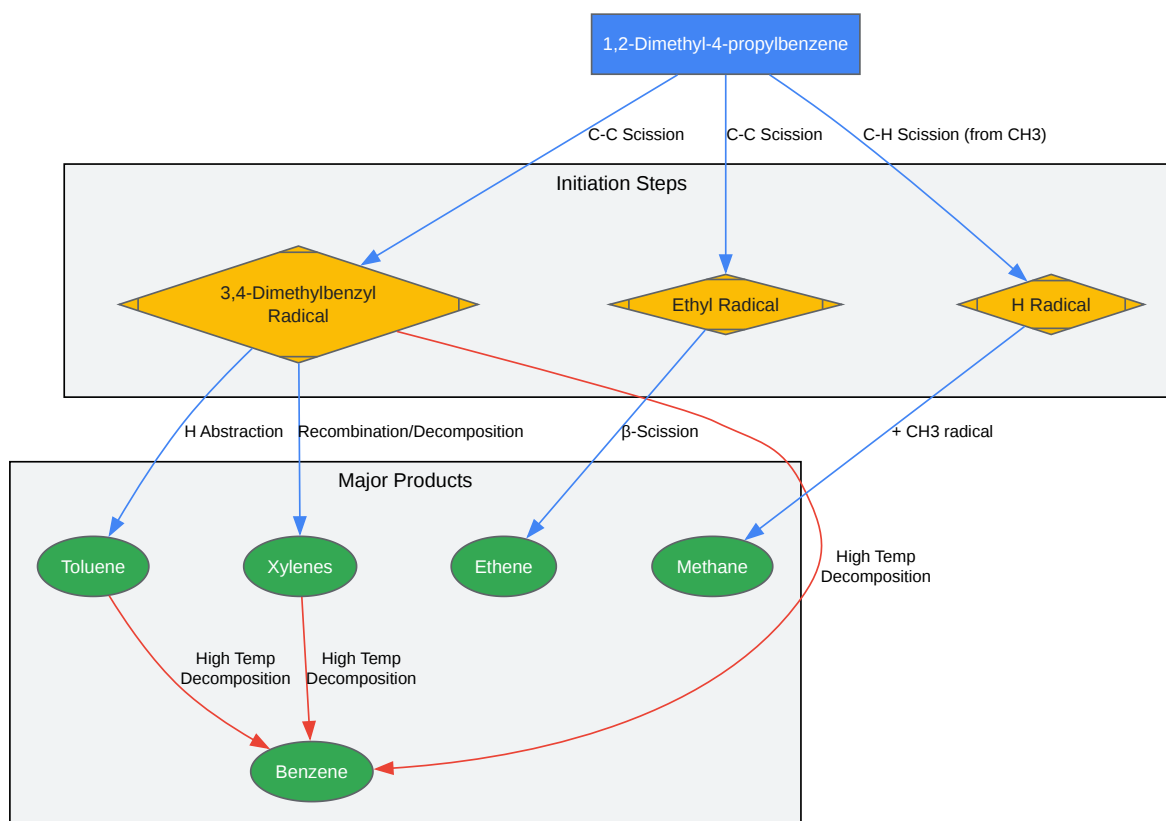 1,2-Dimethyl-4-propylbenzene
C-C Scission
C-C Scission
C-H Scission (from CH3)
Initiation Steps
3,4-Dimethylbenzyl
Radical
Ethyl Radical
H Radical
H Abstraction
Recombination/Decomposition
β-Scission
+ CH3 radical
Major Products
Toluene
Xylenes
Ethene
Methane
High Temp
Decomposition
High Temp
Decomposition
High Temp
Decomposition
Benzene